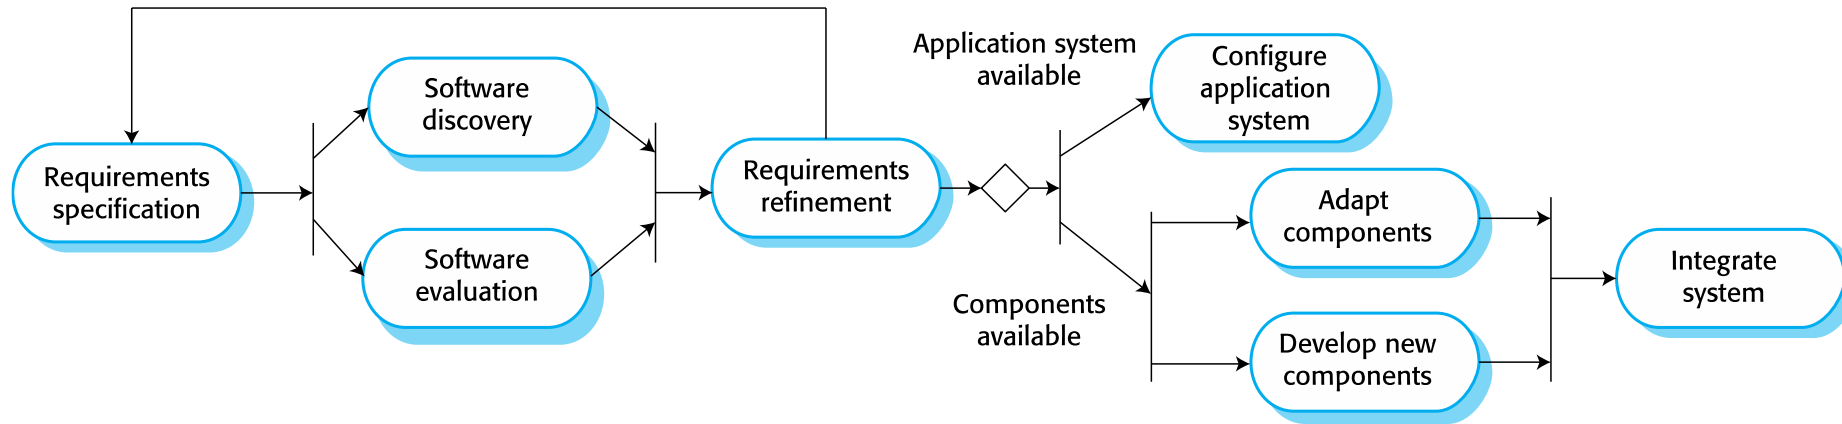 Requirements
specification
Software
discovery
Software
evaluation
Requirements
refinement
Application system
available
Configure
application
system
Components
available
Adapt
components
Develop new
components
Integrate
system